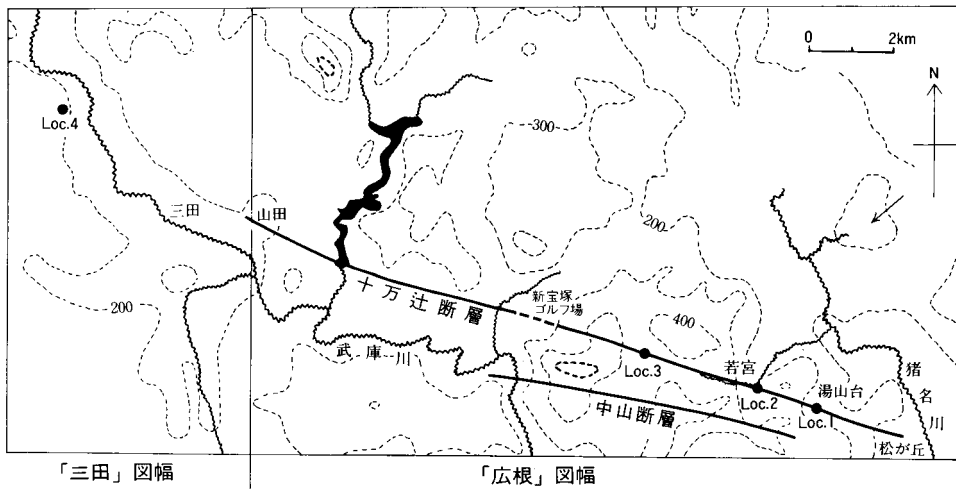 0 2km
N
Loc.4
300
三田
山田
200
200
十万辻断層
新宝塚
ゴルフ場
400
武庫川
Loc.3
若宮
Loc.2
湯山台
Loc.1
猪名川
中山断層
松が丘
「三田」図幅
「広根」図幅